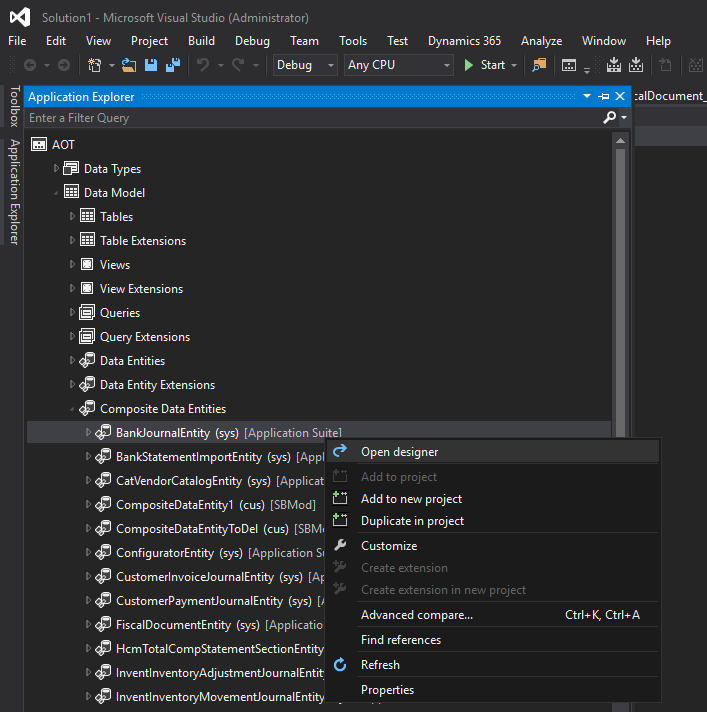 Solution1 - Microsoft Visual Studio (Administrator)
File Edit View Project Build Debug Team Tools Test Dynamics 365 Analyze Window Help
Debug Any CPU Start
Toolbox
Application Explorer
Application Explorer
calDocument_
Enter a Filter Query
AOT
Data Types
Data Model
Tables
Table Extensions
Views
View Extensions
Queries
Query Extensions
Data Entities
Data Entity Extensions
Composite Data Entities
BankJournalEntity (sys) [Application Suite]
BankStatementImportEntity (sys) [Appl
CatVendorCatalogEntity (sys) [Applicat
CompositeDataEntity1 (cus) [SBMod]
CompositeDataEntityToDel (cus) [SBMo
ConfiguratorEntity (sys) [Application Su
CustomerInvoiceJournalEntity (sys) [Ap
CustomerPaymentJournalEntity (sys) [A
FiscalDocumentEntity (sys) [Application
HcmTotalCompStatementSectionEntity
InventInventoryAdjustmentJournalEntit
InventInventoryMovementJournalEntity
Open designer
Add to project
Add to new project
Duplicate in project
Customize
Create extension
Create extension in new project
Advanced compare... Ctrl+K, Ctrl+A
Find references
Refresh
Properties